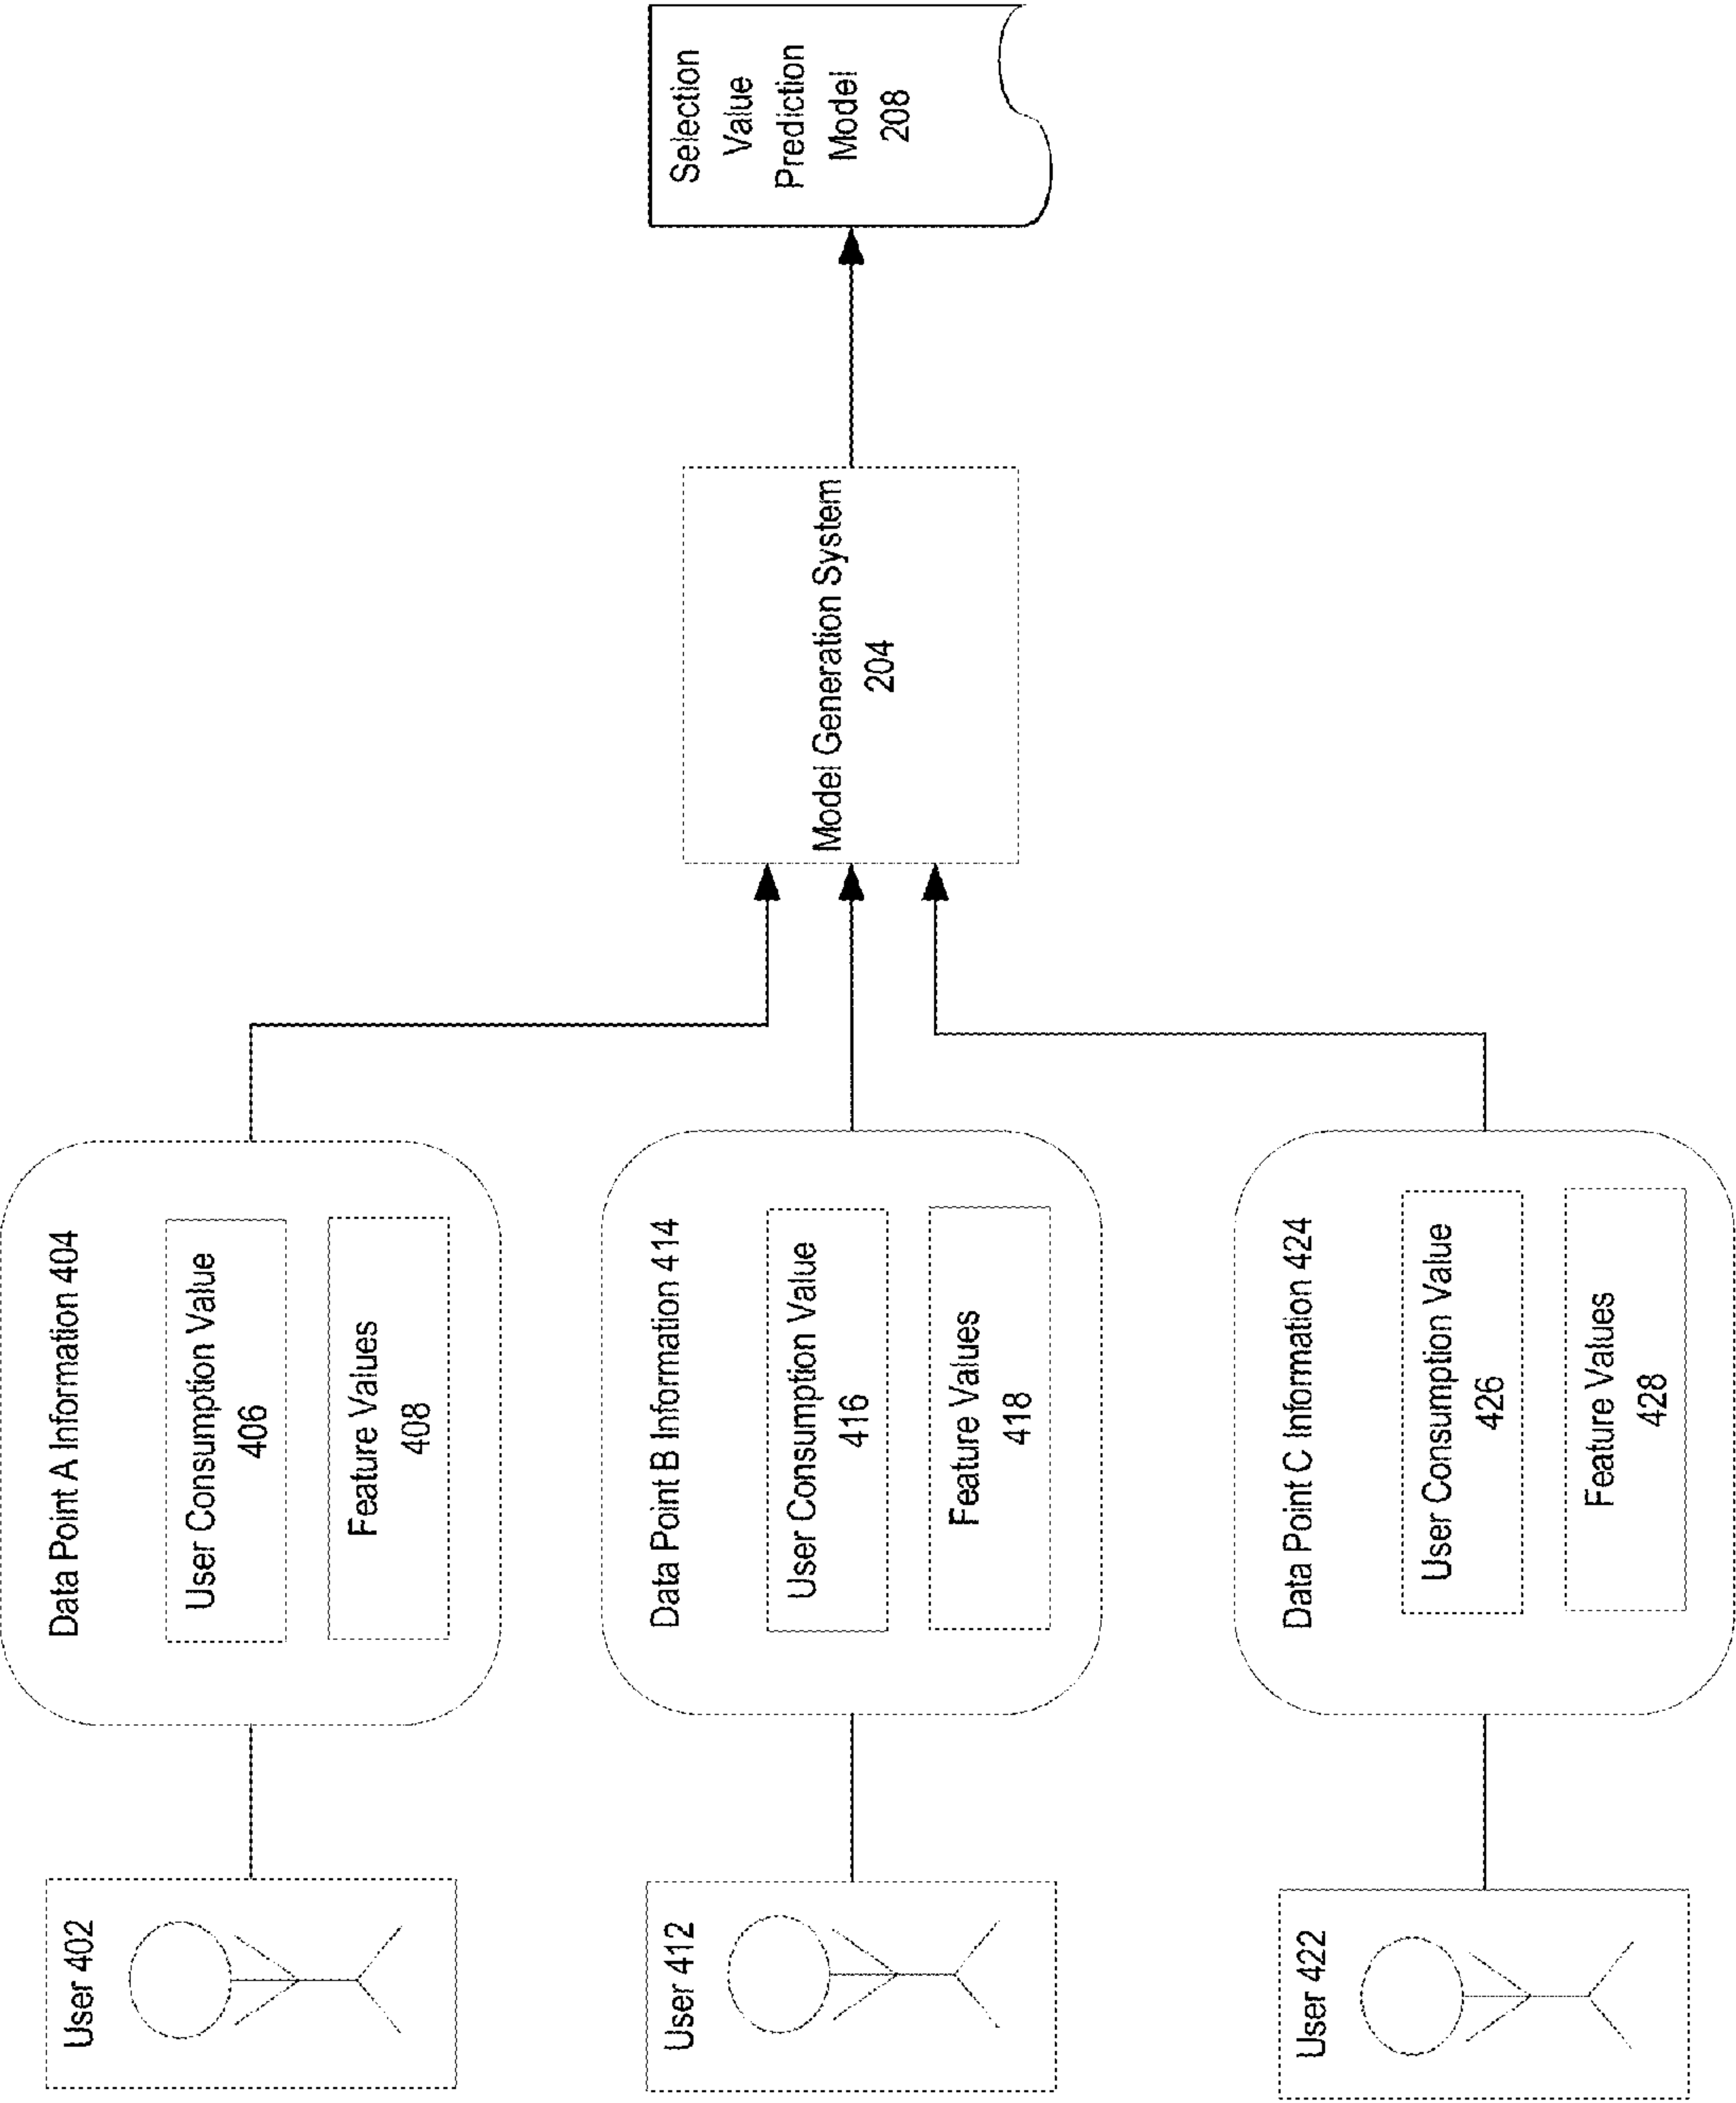 User 402
Data Point A Information 404
User Consumption Value
406
Feature Values
408
User 412
Data Point B Information 414
User Consumption Value
416
Feature Values
418
User 422
Data Point C Information 424
User Consumption Value
426
Feature Values
428
Model Generation System
204
Selection
Value
Prediction
Model
208